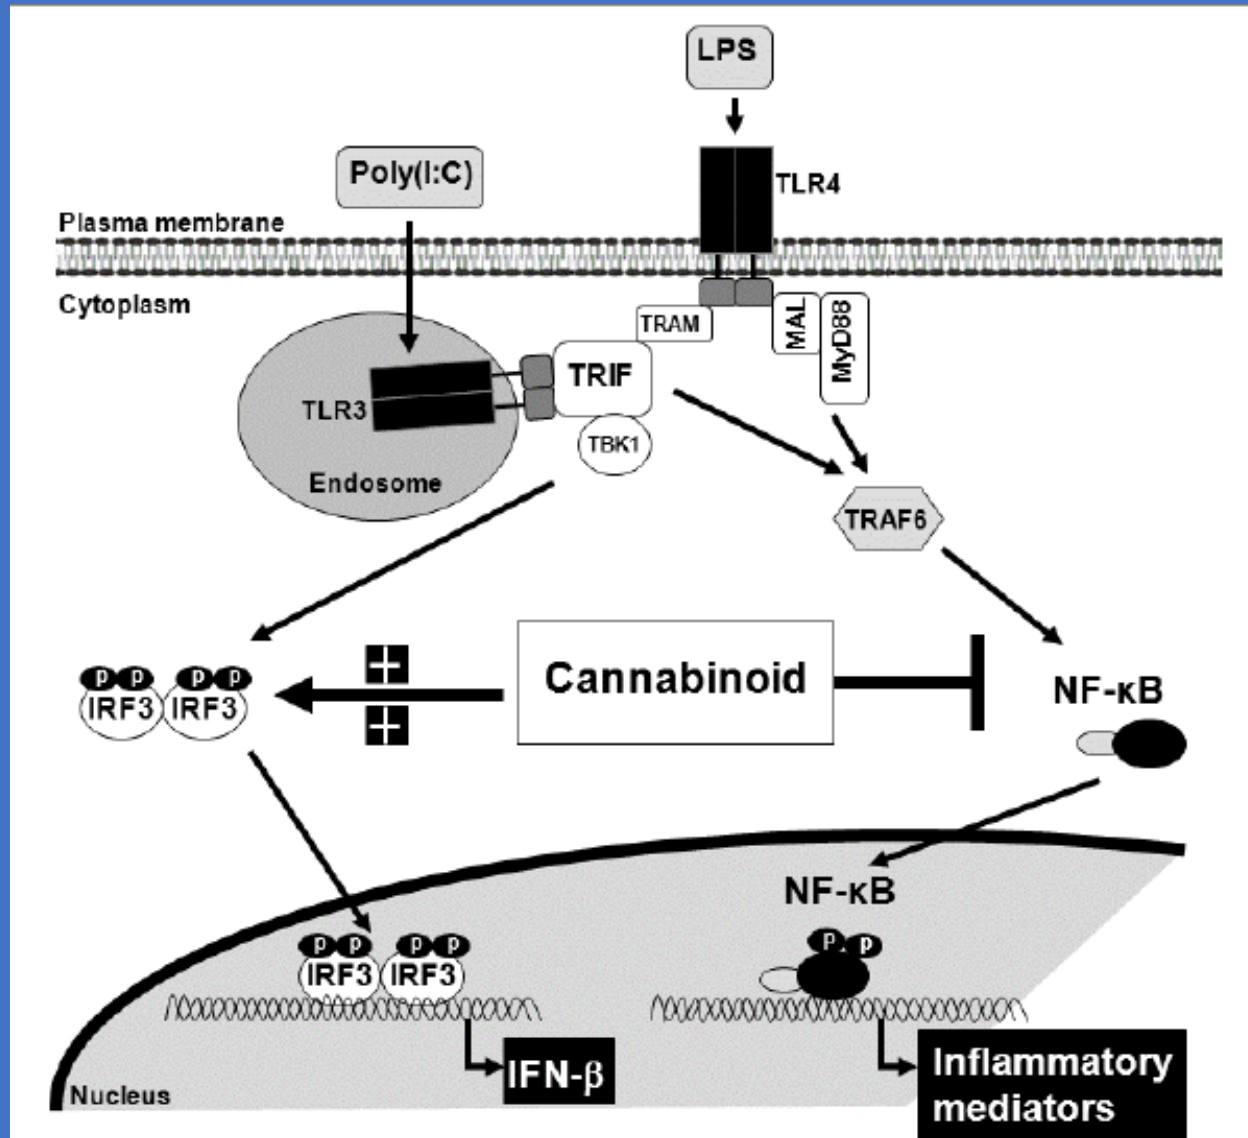 LPS
Poly(I:C)
TLR4
Plasma membrane
Cytoplasm
TRAM
MAL
MyD88
TRIF
TLR3
TBK1
Endosome
TRAF6
Cannabinoid
NF-κB
P P P P
IRF3 IRF3
+
+
NF-κB
P P P P
IRF3 IRF3
P P
IFN-β
Inflammatory
mediators
Nucleus